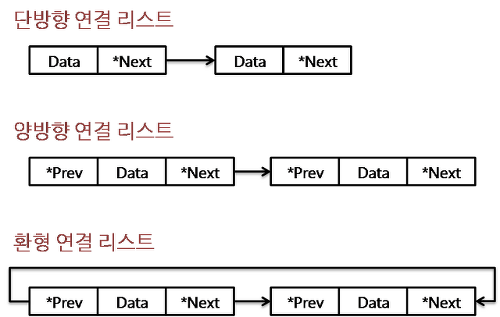 단방향 연결 리스트
Data *Next Data *Next
양방향 연결 리스트
*Prev Data *Next *Prev Data *Next
환형 연결 리스트
*Prev Data *Next *Prev Data *Next